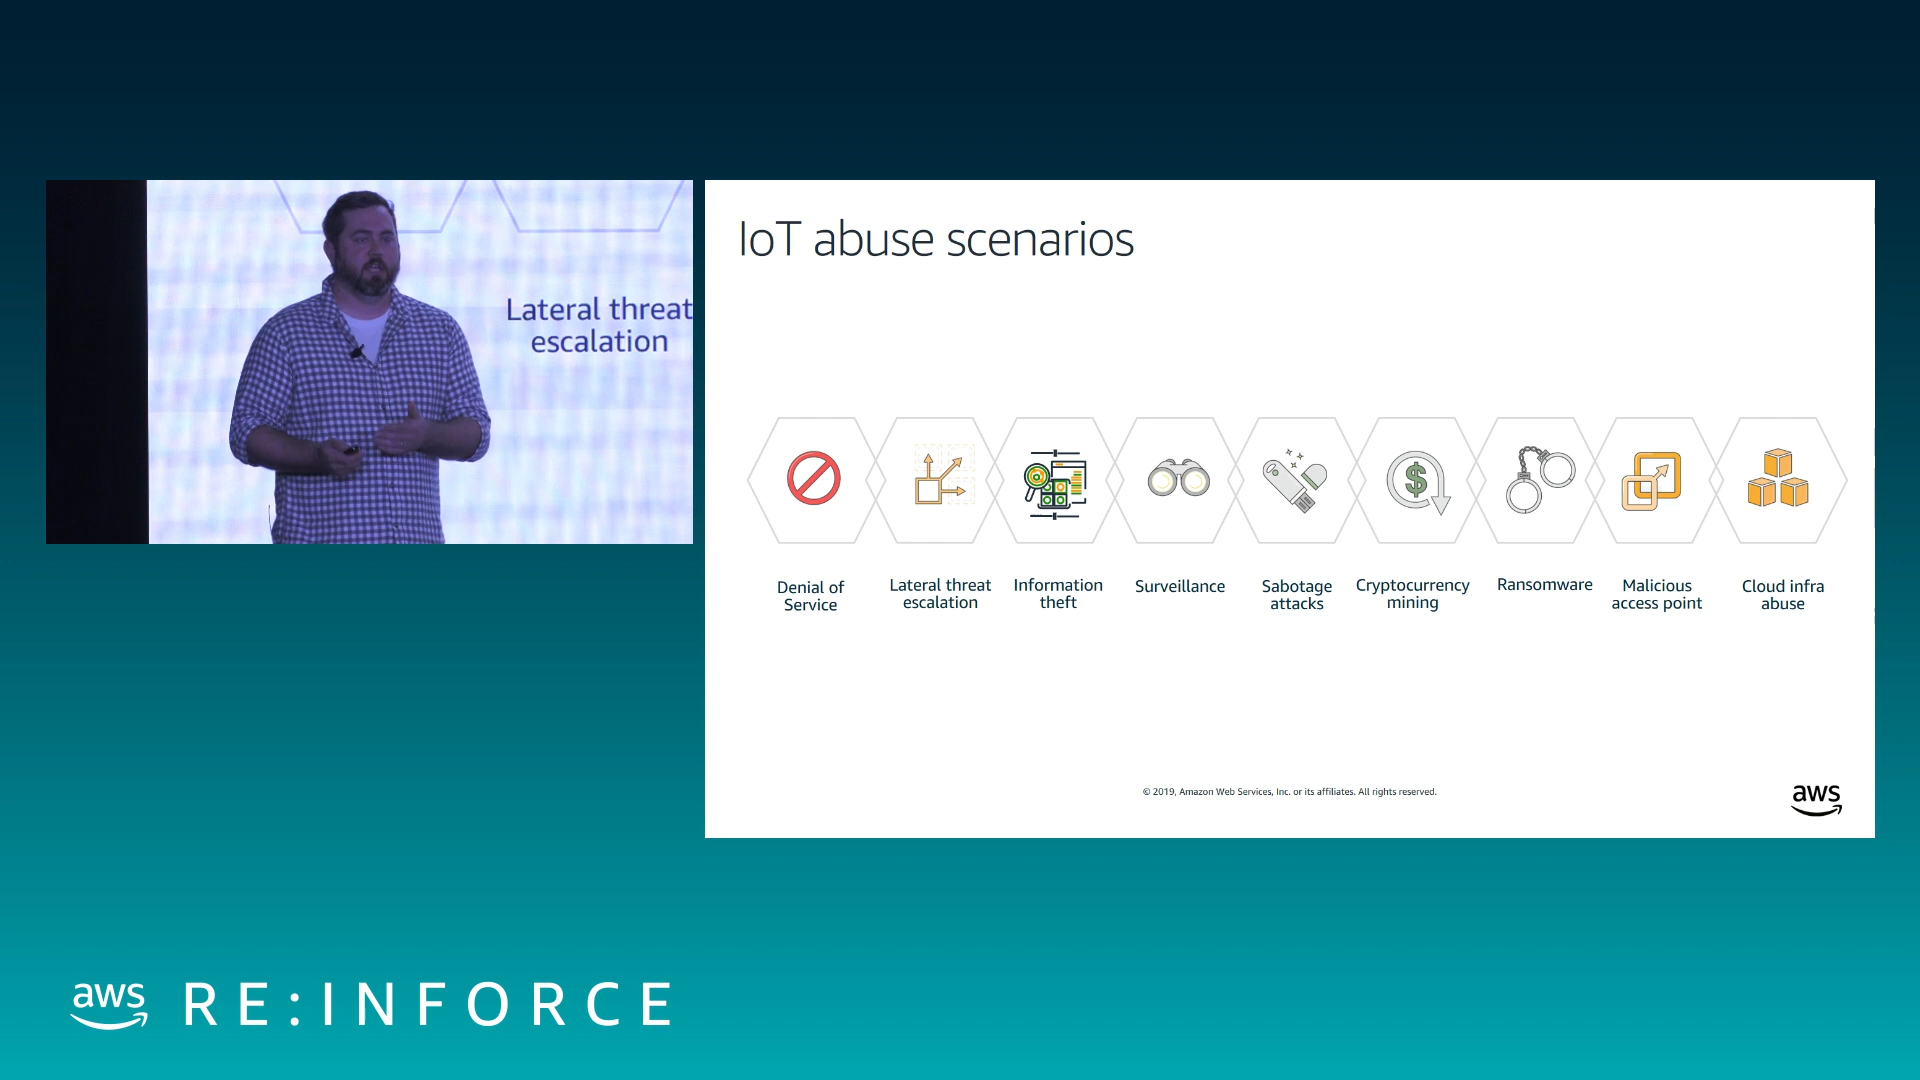 Lateral threat
escalation
IoT abuse scenarios
$
Denial of
Service
Lateral threat
escalation
Information
theft
Surveillance
Sabotage
attacks
Cryptocurrency
mining
Ransomware
Malicious
access point
Cloud infra
abuse
© 2019, Amazon Web Services, Inc. or its affiliates. All rights reserved.
aws
aws RE:INFORCE